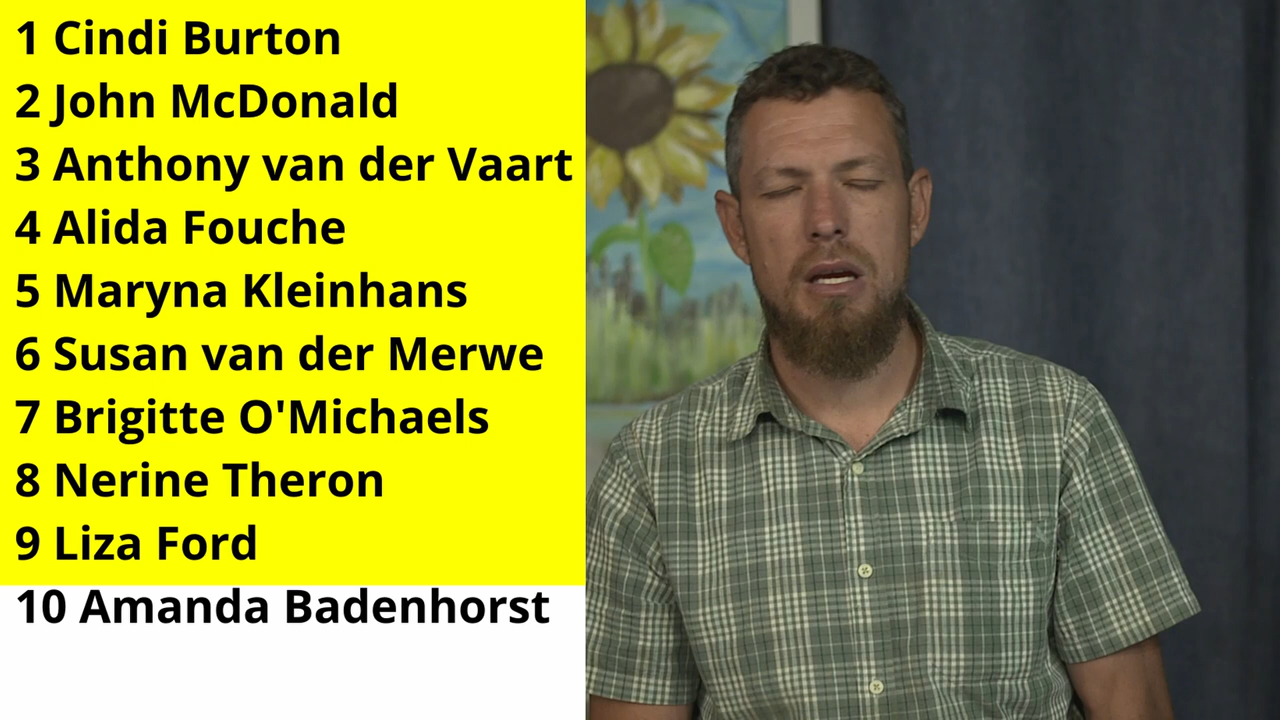 1 Cindi Burton
2 John McDonald
3 Anthony van der Vaart
4 Alida Fouche
5 Maryna Kleinhans
6 Susan van der Merwe
7 Brigitte O'Michaels
8 Nerine Theron
9 Liza Ford
10 Amanda Badenhorst